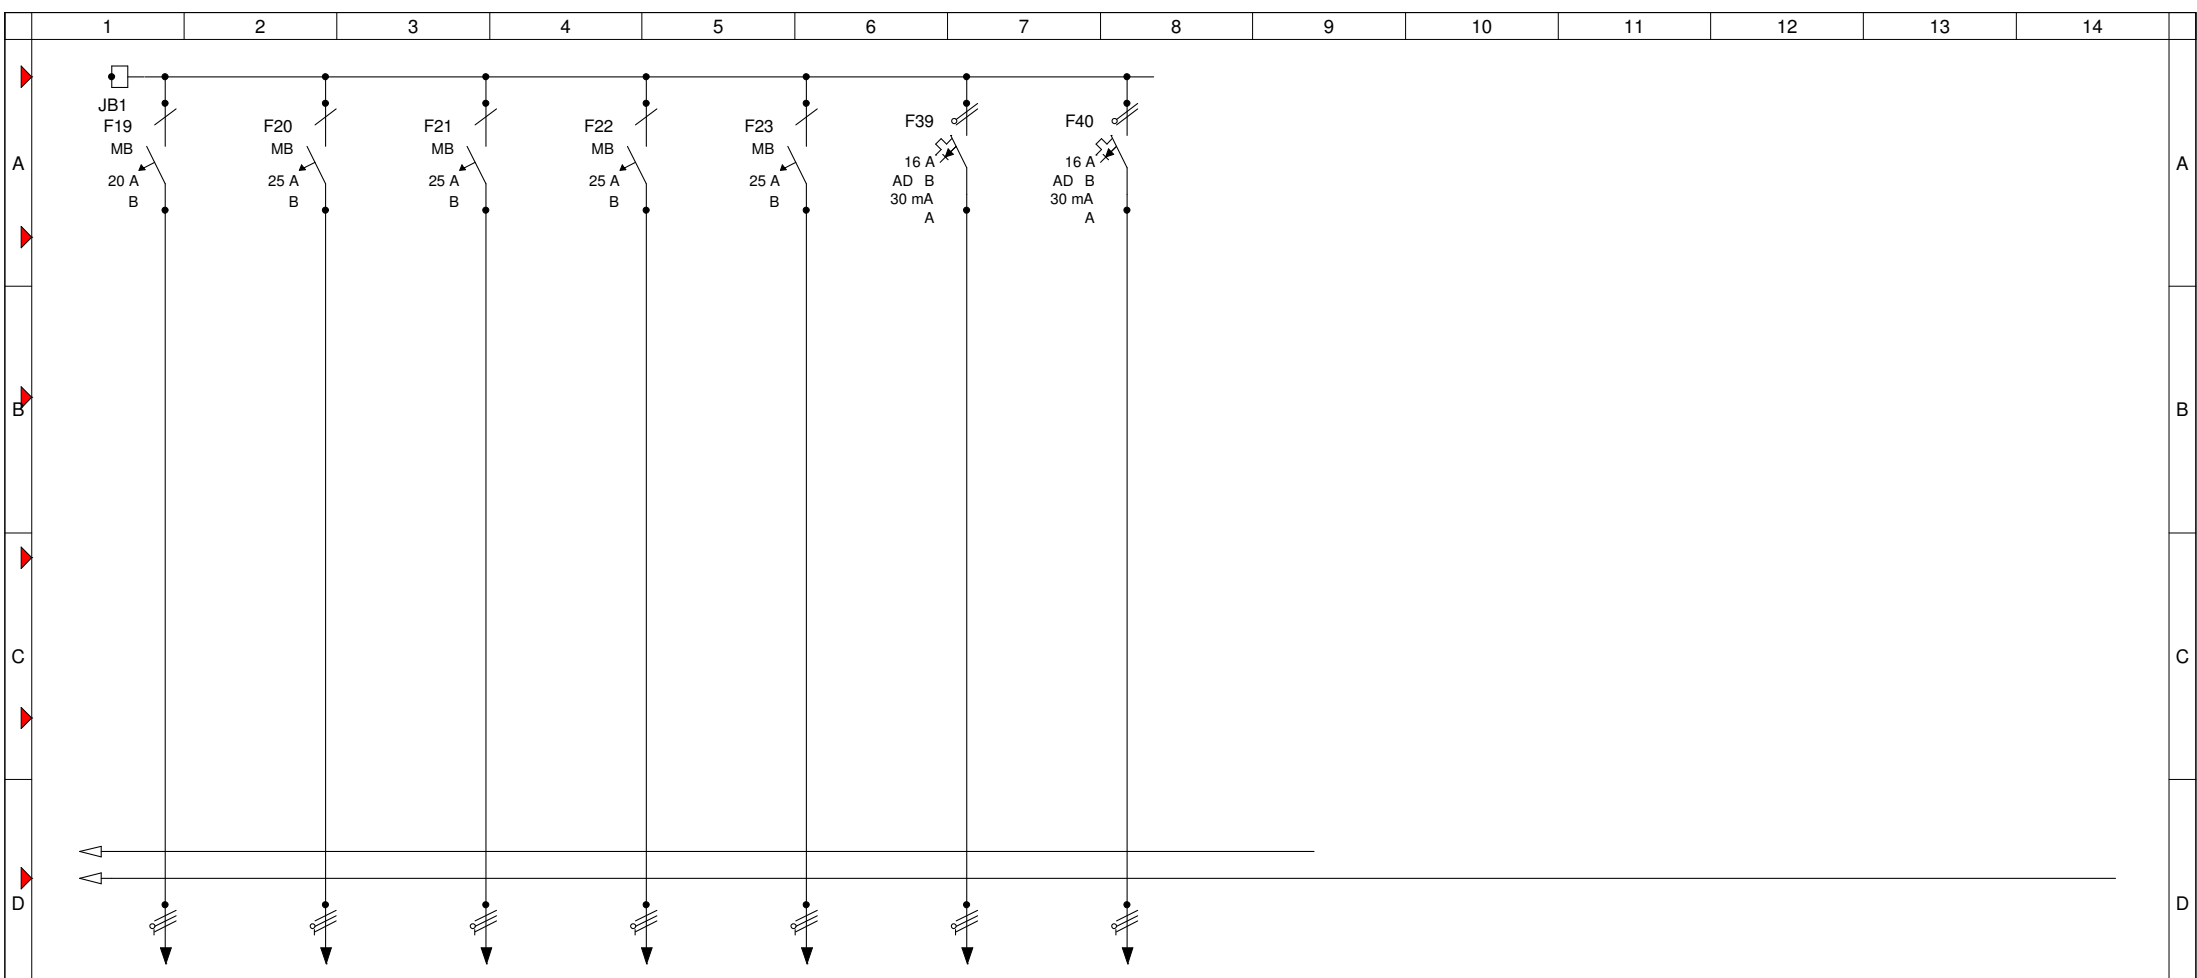 1 2 3 4 5 6 7 8 9 10 11 12 13 14
JB1
F19 F20 F21 F22 F23 F39 F40
MB MB MB MB MB
A 16 A 16 A A
20 A 25 A 25 A 25 A 25 A AD B AD B
B B B B B 30 mA 30 mA
A A
B B
C C
D D